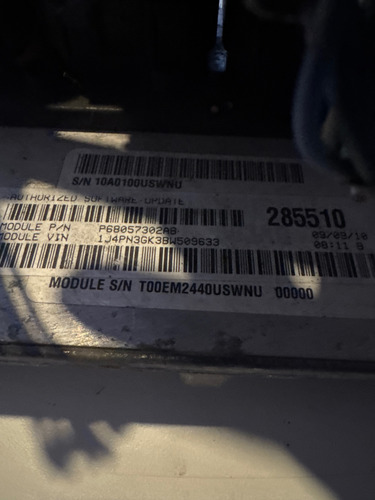 S/N 10A0100USWNU
AUTHORIZED SOFTWARE UPDATE
285510
MODULE P/N P68057302AB 09/09/10
MODULE VIN 1J4PN3GK3BW509633 08:11 B
MODULE S/N T00EM2440USWNU 00000